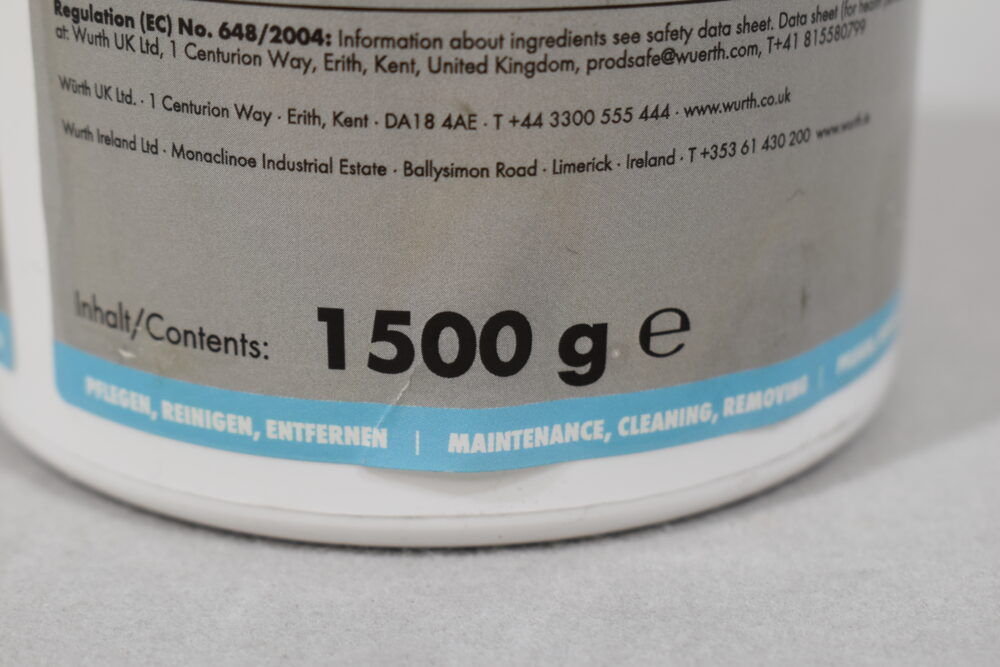 Regulation (EC) No. 648/2004: Information about ingredients see safety data sheet. Data sheet (for
at: Wurth UK Ltd, 1 Centurion Way, Erith, Kent, United Kingdom, prodsafe@wuerth.com, T+41 815580799
Würth UK Ltd. · 1 Centurion Way · Erith, Kent · DA18 4AE · T +44 3300 555 444 · www.wurth.co.uk
Wurth Ireland Ltd · Monaclinoe Industrial Estate · Ballysimon Road · Limerick · Ireland · T +353 61 430 200
Inhalt/Contents: 1500 g ℮
PFLEGEN, REINIGEN, ENTFERNEN | MAINTENANCE, CLEANING, REMOVING |